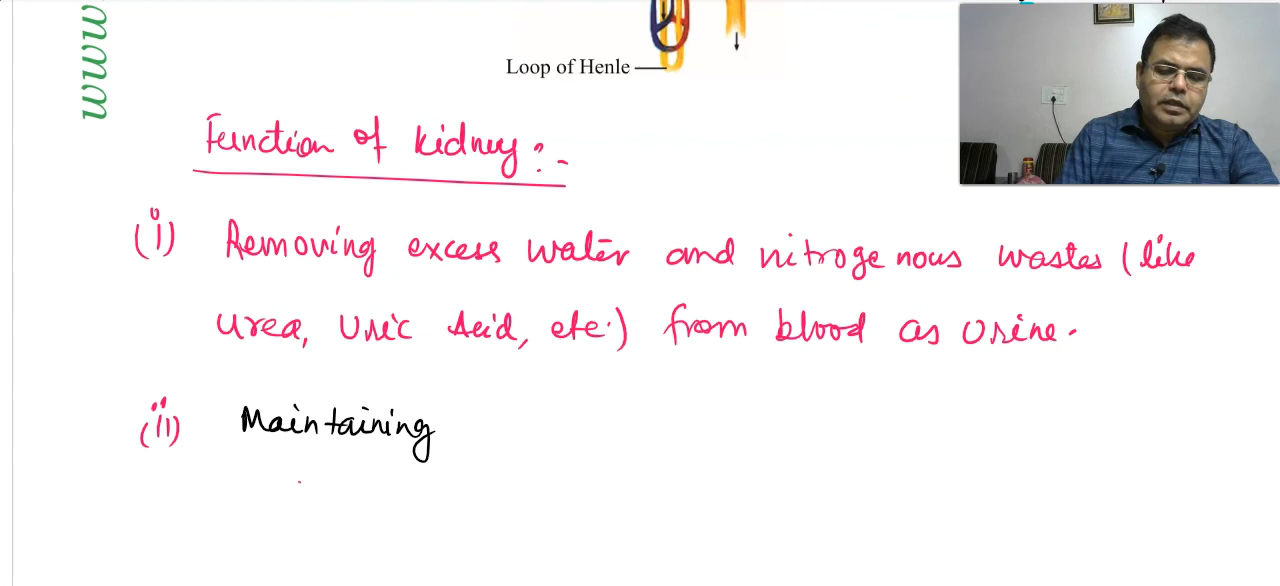 www
Loop of Henle
Function of kidney:-
(i) Removing excess water and nitrogenous wastes (like
urea, Uric Acid, etc.) from blood as urine.
(ii) Maintaining